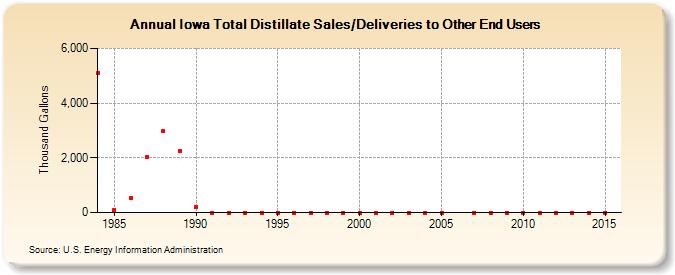 Annual Iowa Total Distillate Sales/Deliveries to Other End Users
Thousand Gallons
6,000
4,000
2,000
0
1985 1990 1995 2000 2005 2010 2015
Source: U.S. Energy Information Administration